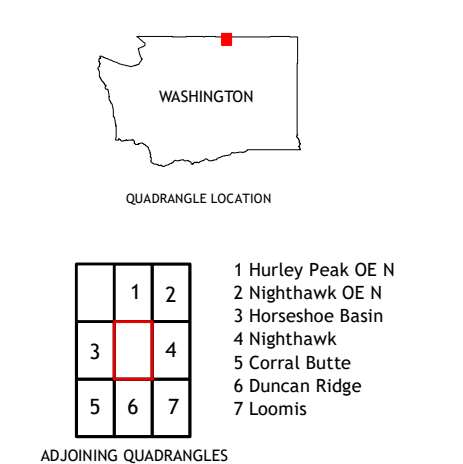 WASHINGTON
QUADRANGLE LOCATION
1 2
3 4
5 6 7
1 Hurley Peak OE N
2 Nighthawk OE N
3 Horseshoe Basin
4 Nighthawk
5 Corral Butte
6 Duncan Ridge
7 Loomis
ADJOINING QUADRANGLES